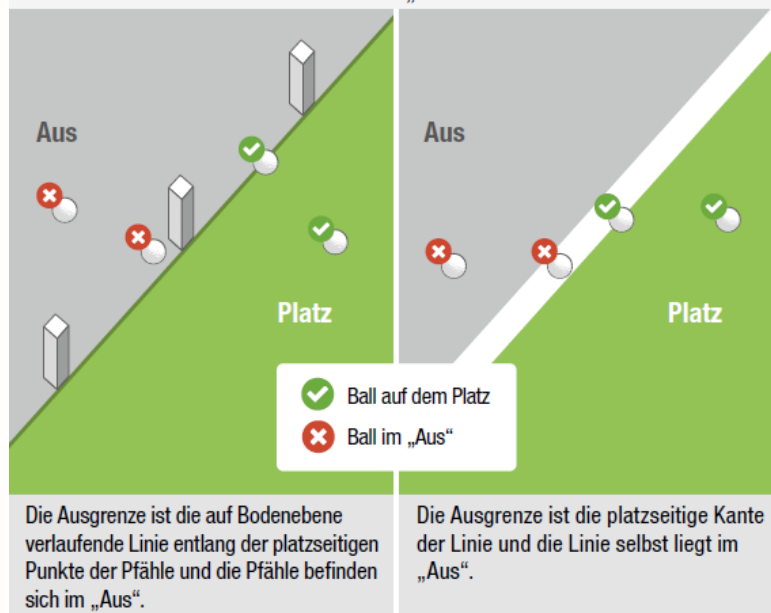 Aus
Platz
Aus
Platz
Ball auf dem Platz
Ball im „Aus“
Die Ausgrenze ist die auf Bodenebene
verlaufende Linie entlang der platzseitigen
Punkte der Pfähle und die Pfähle befinden
sich im „Aus“.
Die Ausgrenze ist die platzseitige Kante
der Linie und die Linie selbst liegt im
„Aus“.